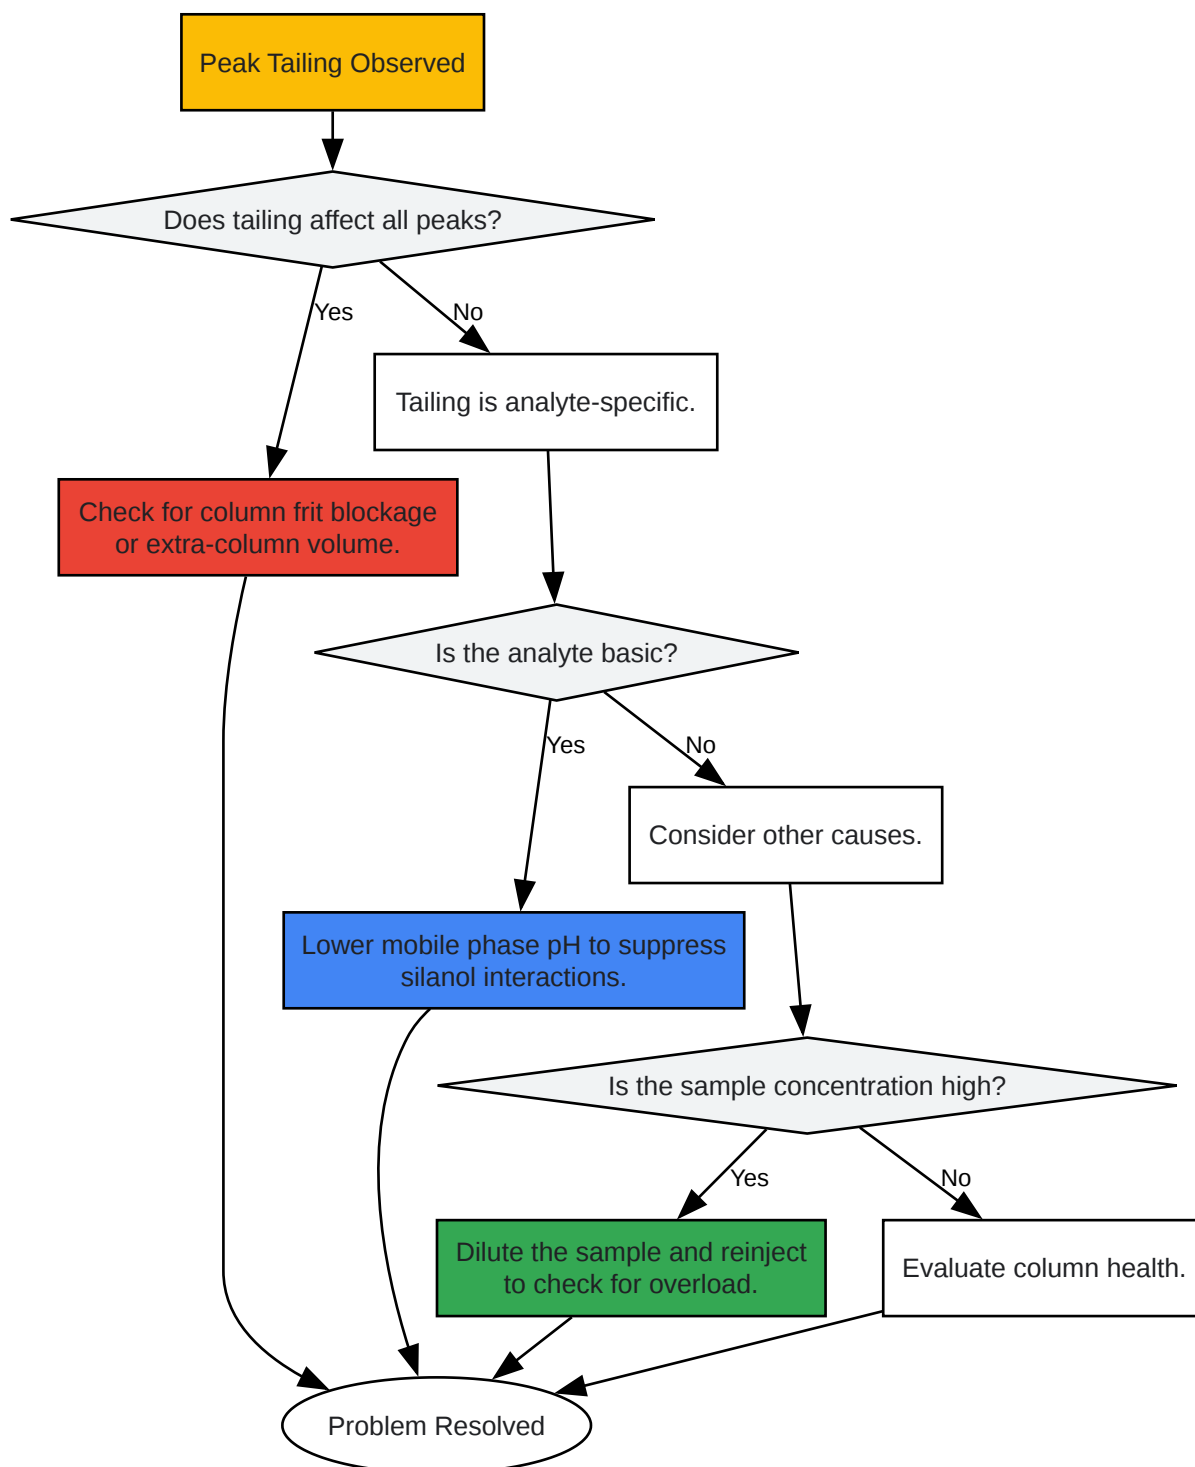 Peak Tailing Observed
Does tailing affect all peaks?
Yes
No
Tailing is analyte-specific.
Check for column frit blockage
or extra-column volume.
Is the analyte basic?
Yes
No
Consider other causes.
Lower mobile phase pH to suppress
silanol interactions.
Is the sample concentration high?
Yes
No
Dilute the sample and reinject
to check for overload.
Evaluate column health.
Problem Resolved